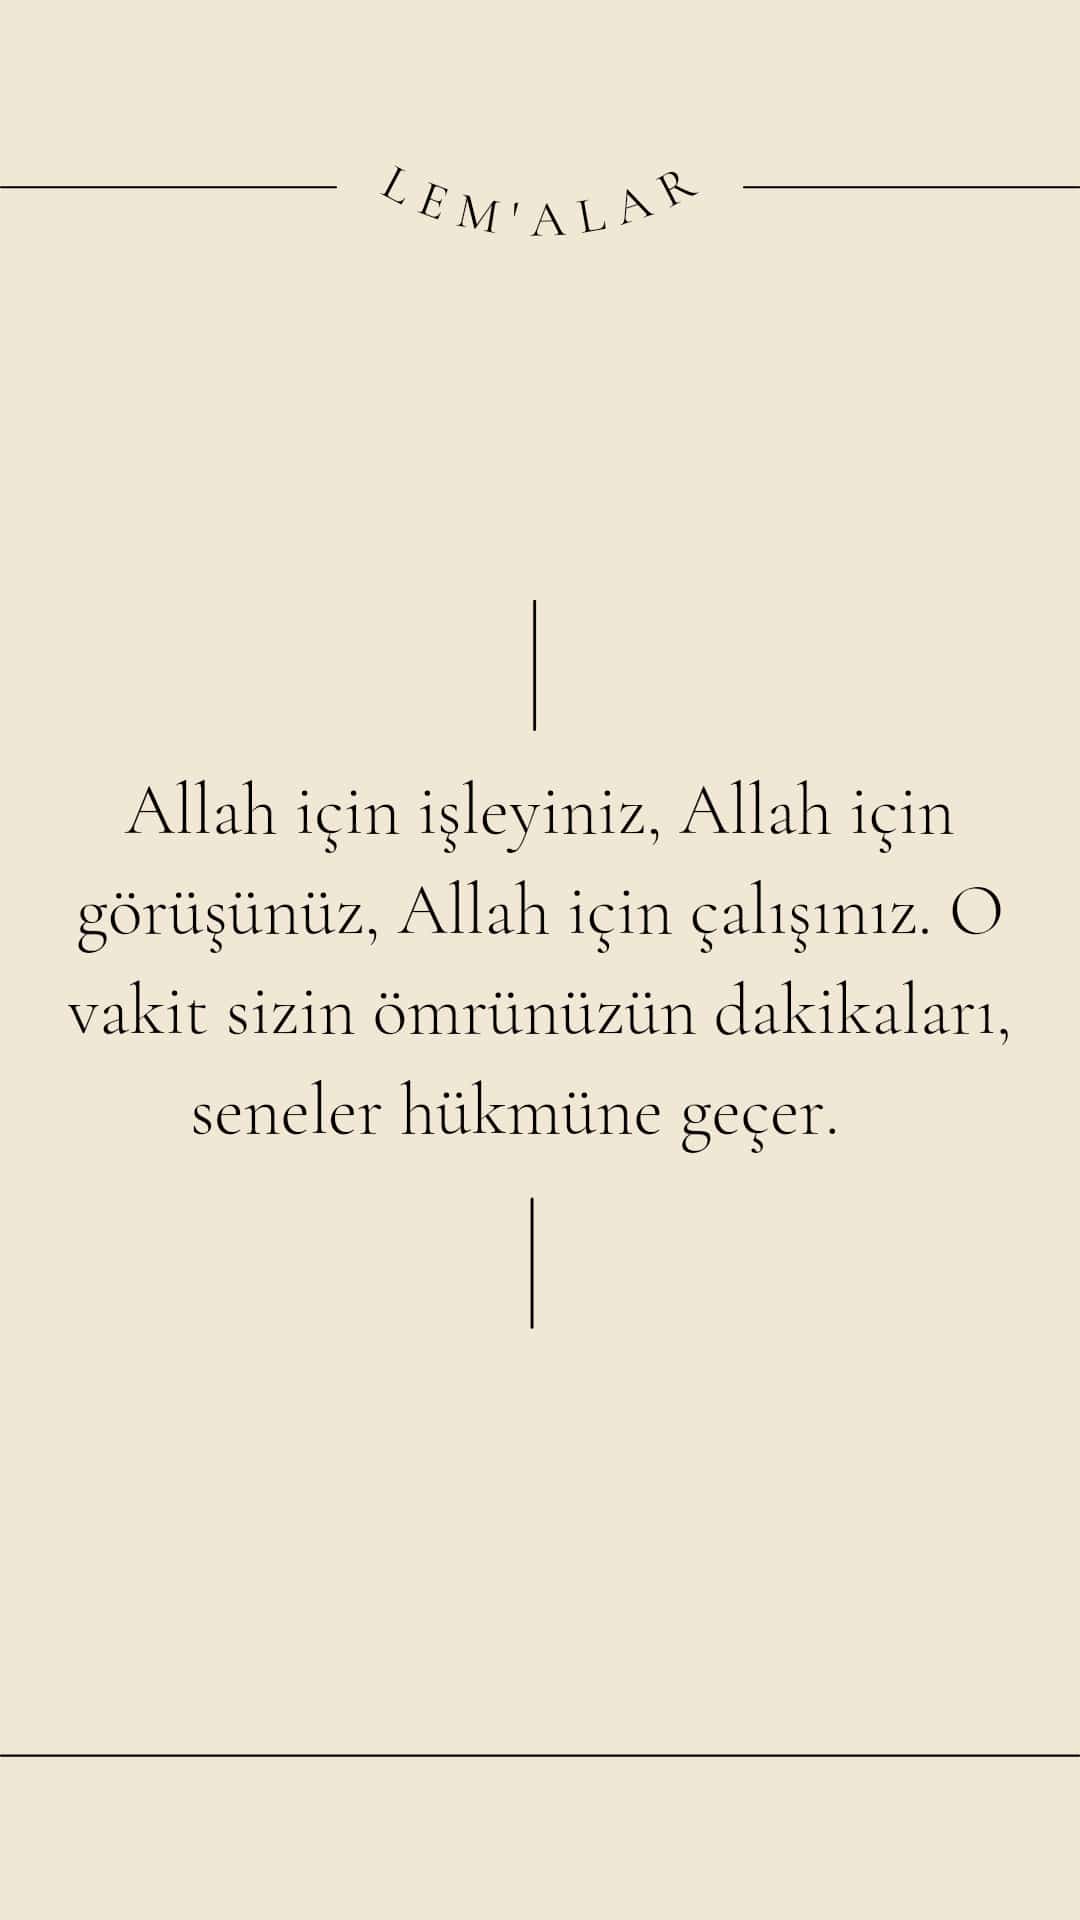 LEM'ALAR
Allah için işleyiniz, Allah için
görüşünüz, Allah için çalışınız. O
vakit sizin ömrünüzün dakikaları,
seneler hükmüne geçer.